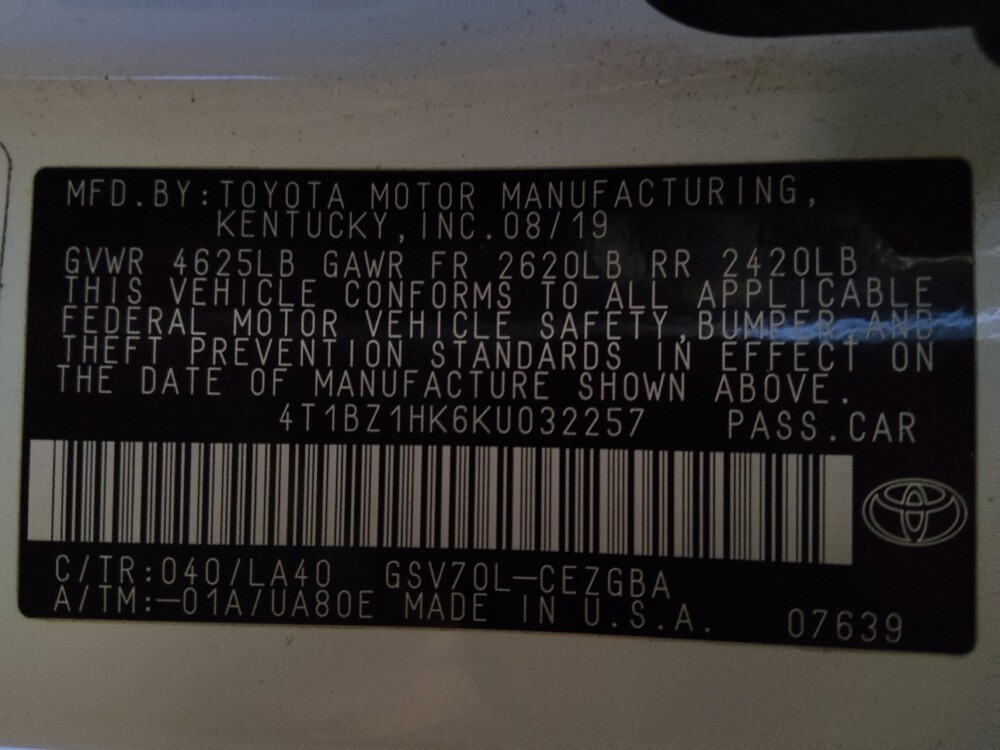 MFD.BY:TOYOTA MOTOR MANUFACTURING,
KENTUCKY,INC.08/19
GVWR 4625LB GAWR FR 2620LB RR 2420LB
THIS VEHICLE CONFORMS TO ALL APPLICABLE
FEDERAL MOTOR VEHICLE SAFETY,BUMPER,AND
THEFT PREVENTION STANDARDS IN EFFECT ON
THE DATE OF MANUFACTURE SHOWN ABOVE.
4T1BZ1HK6KU032257 PASS.CAR
C/TR:040/LA40 GSV70L-CEZGBA
A/TM:-01A/UA80E MADE IN U.S.A. 07639